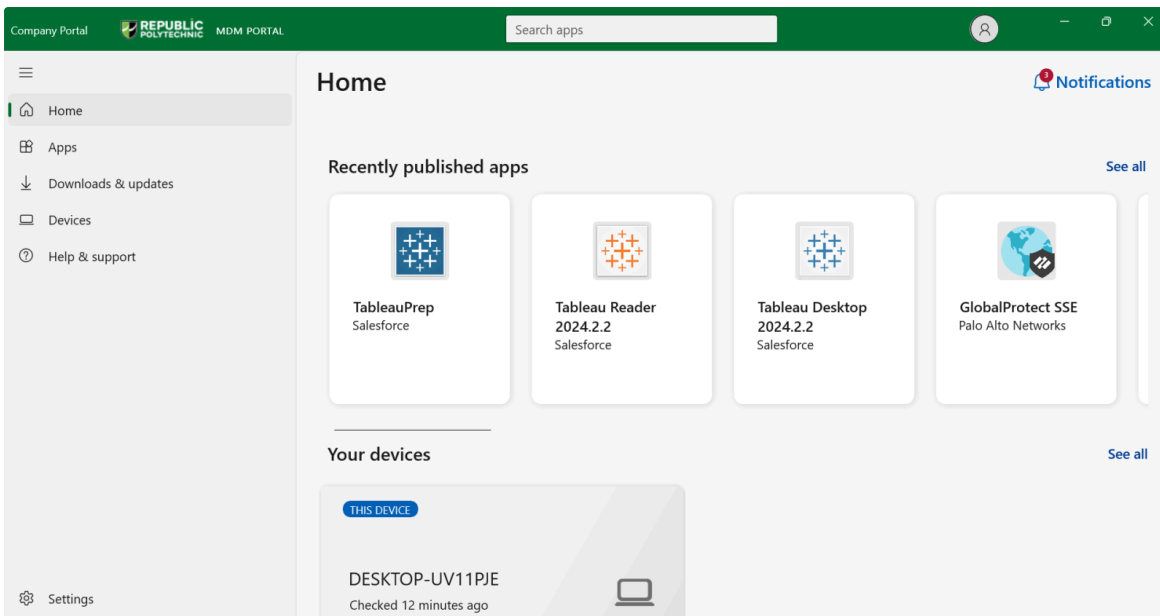 Company Portal
REPUBLIC
POLYTECHNIC
MDM PORTAL
Search apps
Home
Apps
Downloads & updates
Devices
Help & support
Settings
Home
3
Notifications
Recently published apps
See all
TableauPrep
Salesforce
Tableau Reader
2024.2.2
Salesforce
Tableau Desktop
2024.2.2
Salesforce
GlobalProtect SSE
Palo Alto Networks
Your devices
See all
THIS DEVICE
DESKTOP-UV11PJE
Checked 12 minutes ago